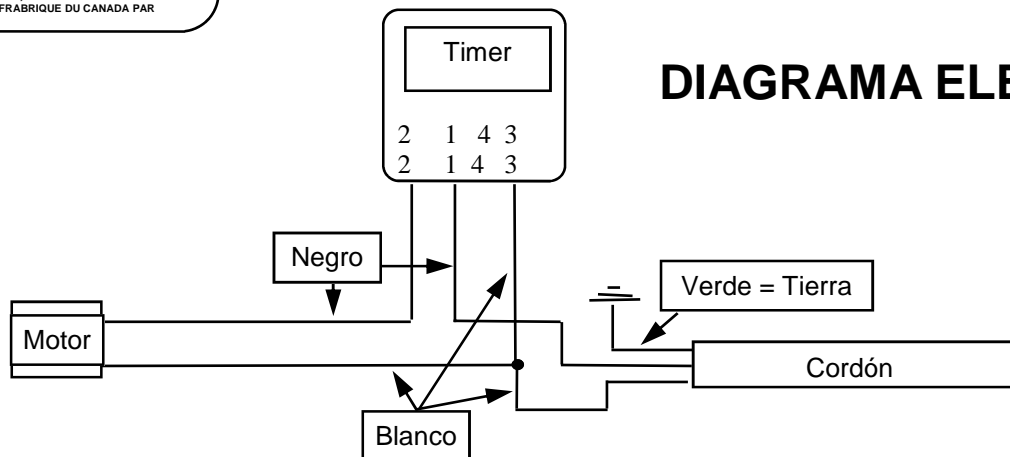 FRABRIQUE DU CANADA PAR
Timer
DIAGRAMA ELE
2 1 4 3
2 1 4 3
Negro
Verde = Tierra
Motor
Cordón
Blanco